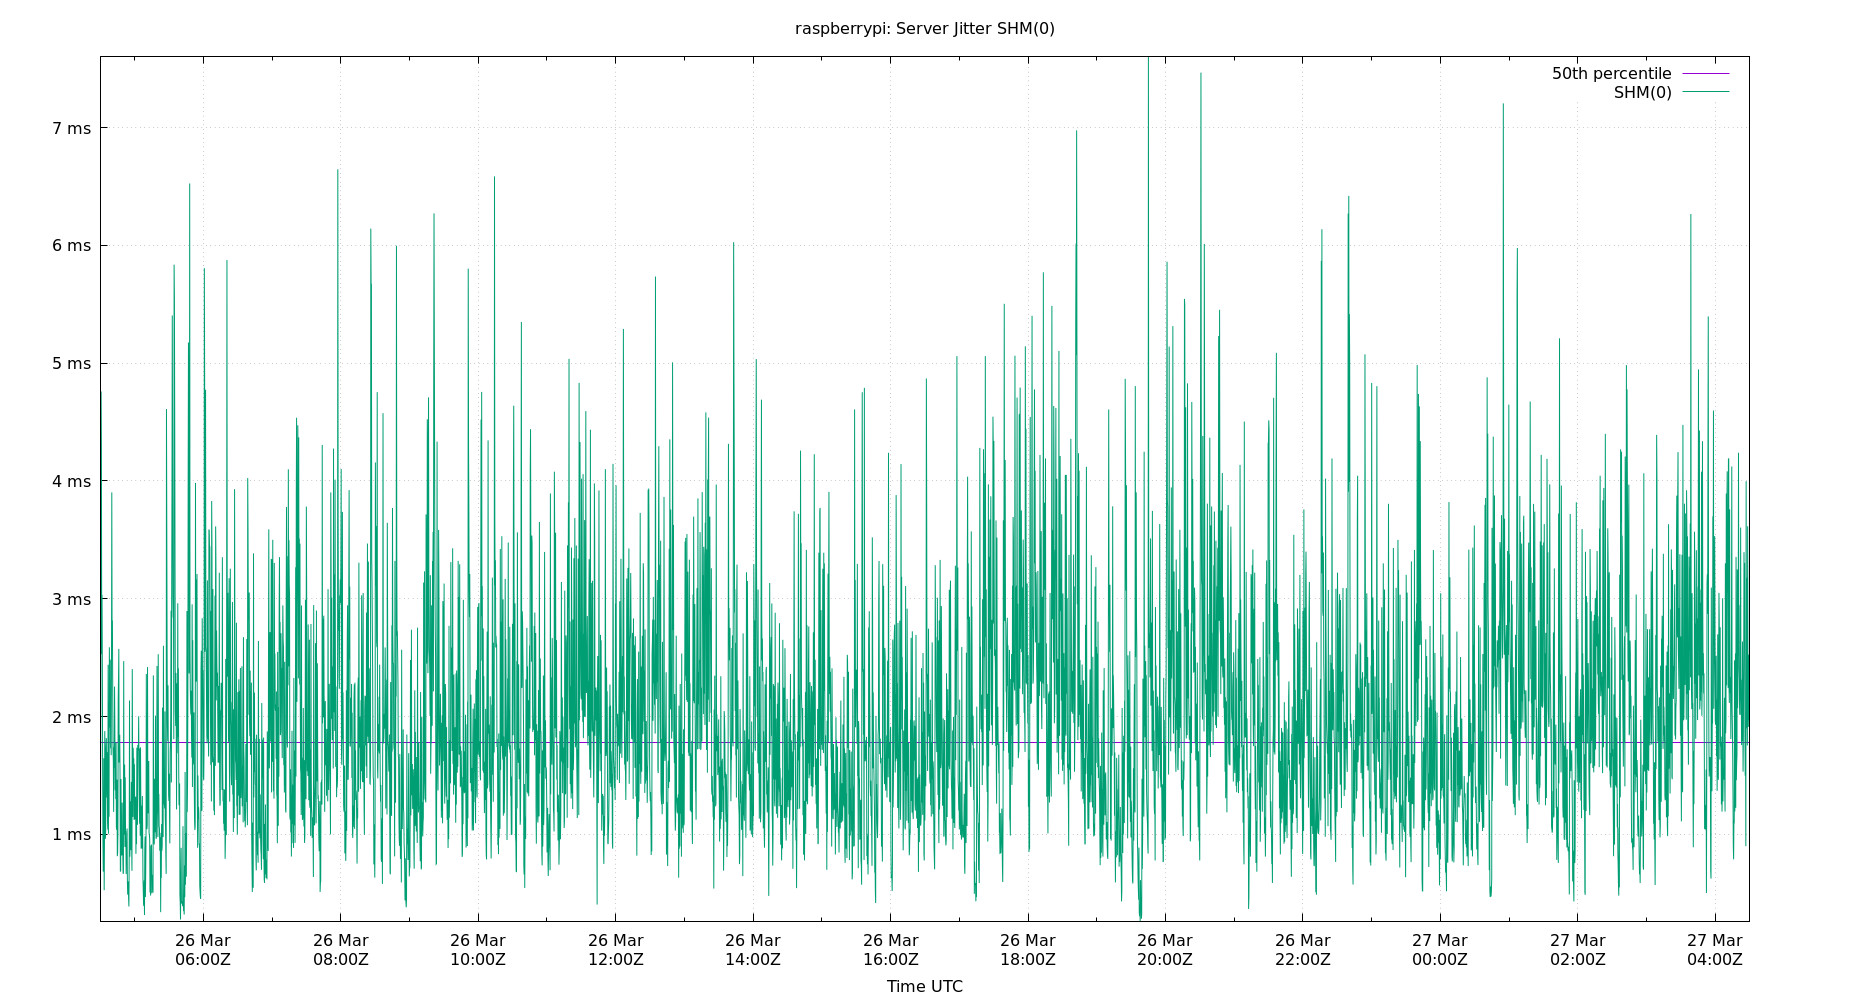 raspberrypi: Server Jitter SHM(0)
50th percentile
SHM(0)
7 ms
6 ms
5 ms
4 ms
3 ms
2 ms
1 ms
26 Mar 26 Mar 26 Mar 26 Mar 26 Mar 26 Mar 26 Mar 26 Mar 26 Mar 27 Mar 27 Mar 27 Mar
06:00Z 08:00Z 10:00Z 12:00Z 14:00Z 16:00Z 18:00Z 20:00Z 22:00Z 00:00Z 02:00Z 04:00Z
Time UTC